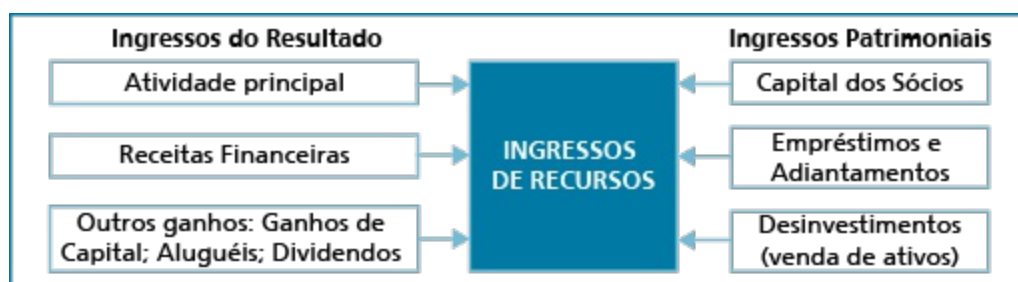 Ingressos do Resultado
Atividade principal
Receitas Financeiras
Outros ganhos: Ganhos de
Capital; Aluguéis; Dividendos
INGRESSOS
DE RECURSOS
Ingressos Patrimoniais
Capital dos Sócios
Empréstimos e
Adiantamentos
Desinvestimentos
(venda de ativos)